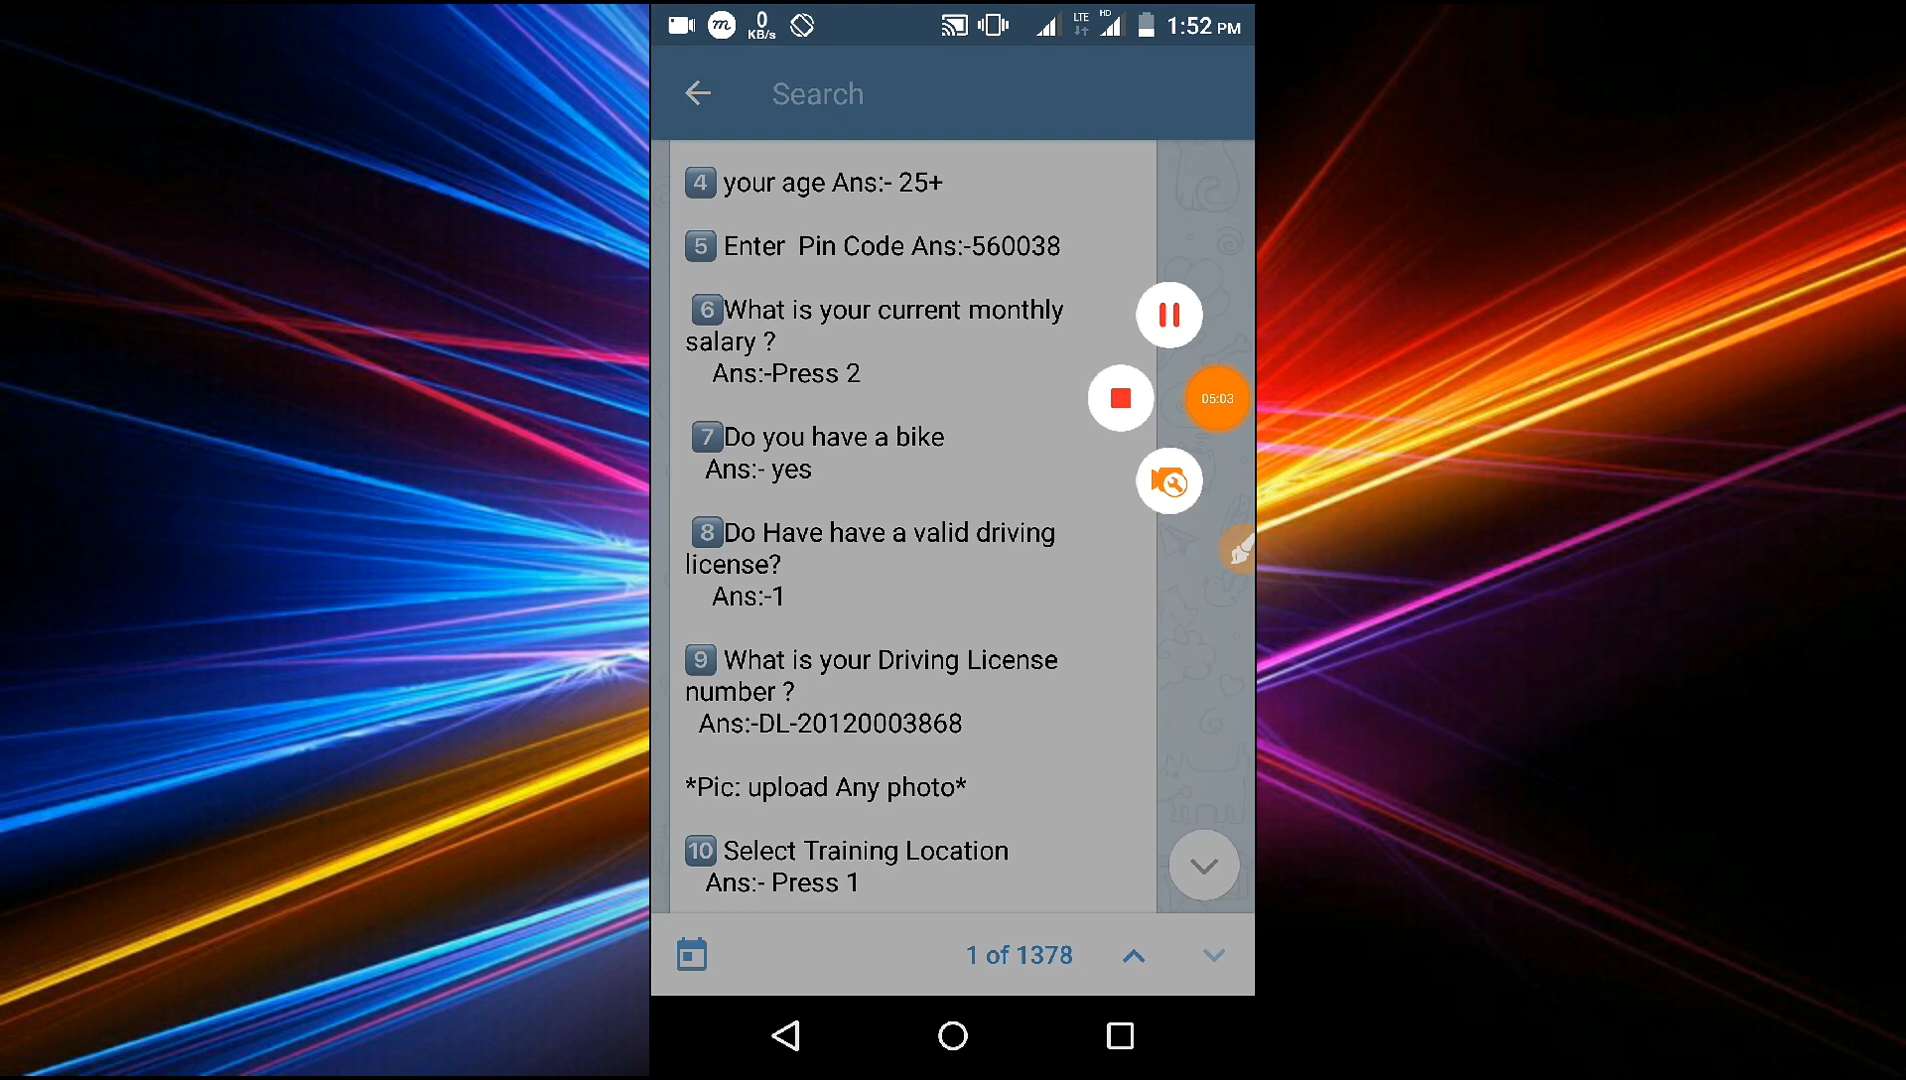 m 0 KB/s LTE HD 1:52 PM
Search
4 your age Ans:- 25+
5 Enter  Pin Code Ans:-560038
6 What is your current monthly
salary ?
Ans:-Press 2
7 Do you have a bike
Ans:- yes
8 Do Have have a valid driving
license?
Ans:-1
9 What is your Driving License
number ?
Ans:-DL-20120003868
*Pic: upload Any photo*
10 Select Training Location
Ans:- Press 1
05:03
1 of 1378